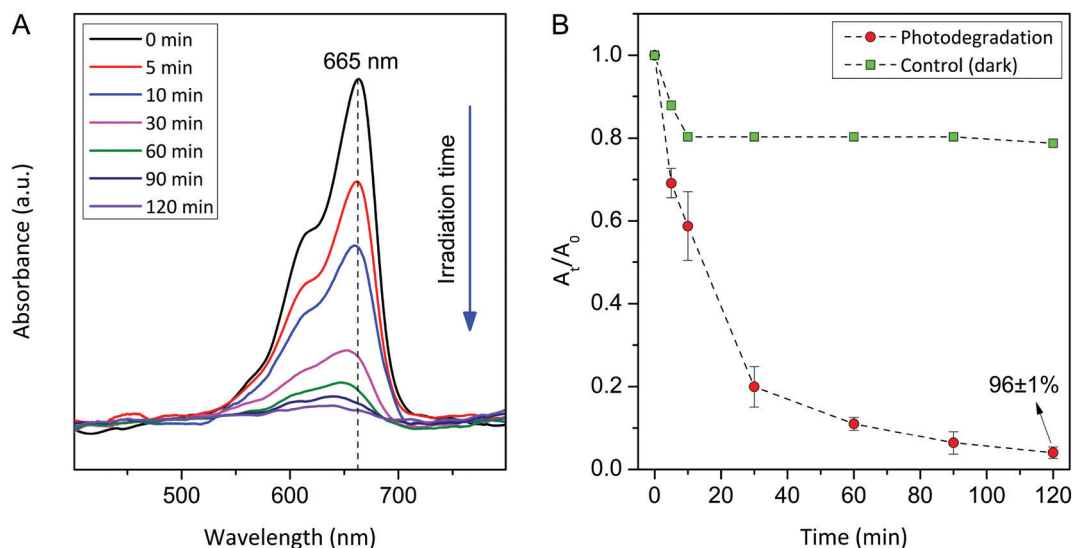 A
0 min
5 min
10 min
30 min
60 min
90 min
120 min
665 nm
Irradiation time
Absorbance (a.u.)
500
600
700
Wavelength (nm)
B
Photodegradation
Control (dark)
1.0
0.8
0.6
0.4
0.2
0.0
At/A0
96±1%
0
20
40
60
80
100
120
Time (min)